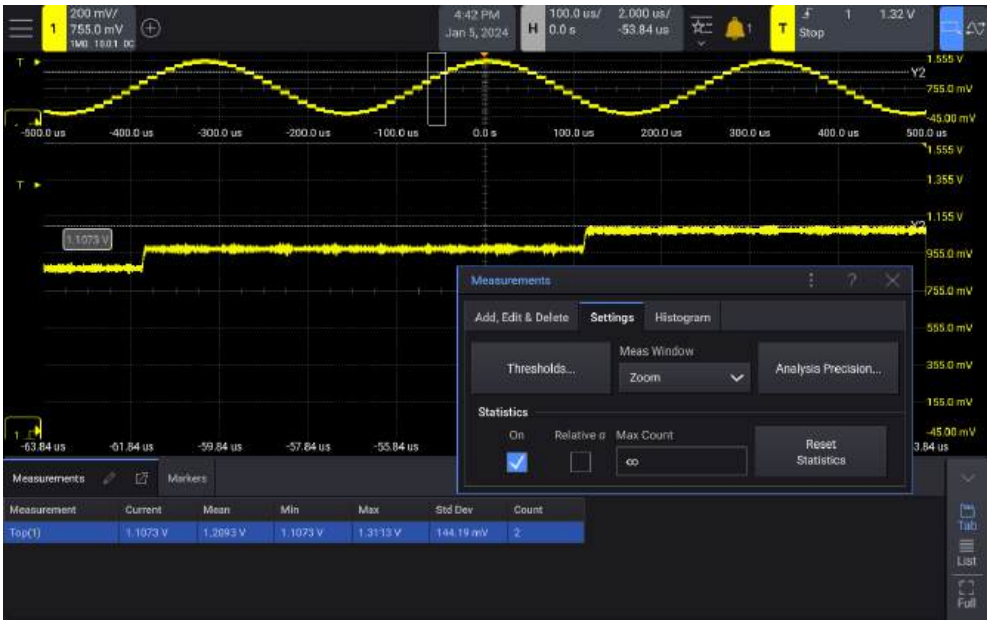 200 mV/ 4:42 PM 100.0 us/ 2.000 us/ 1 1.32 V
1 755.0 mV Jan 5, 2024 H 0.0 s -53.84 us 1 T Stop
1MΩ 10.0:1 DC
T 1.555 V
Y2
755.0 mV
-45.00 mV
-500.0 us -400.0 us -300.0 us -200.0 us -100.0 us 0.0 s 100.0 us 200.0 us 300.0 us 400.0 us 500.0 us
1.555 V
T 1.355 V
1.155 V
Y2
1.1073 V
955.0 mV
Measurements ?
755.0 mV
Add, Edit & Delete Settings Histogram
555.0 mV
Meas Window
Thresholds... Zoom Analysis Precision...
355.0 mV
155.0 mV
Statistics
On Relative σ Max Count
-45.00 mV
1
-63.84 us -61.84 us -59.84 us -57.84 us -55.84 us ∞ Reset Statistics 3.84 us
Measurements Markers
Measurement Current Mean Min Max Std Dev Count
Top(1) 1.1073 V 1.2093 V 1.1073 V 1.3113 V 144.19 mV 2
Tab
List
Full